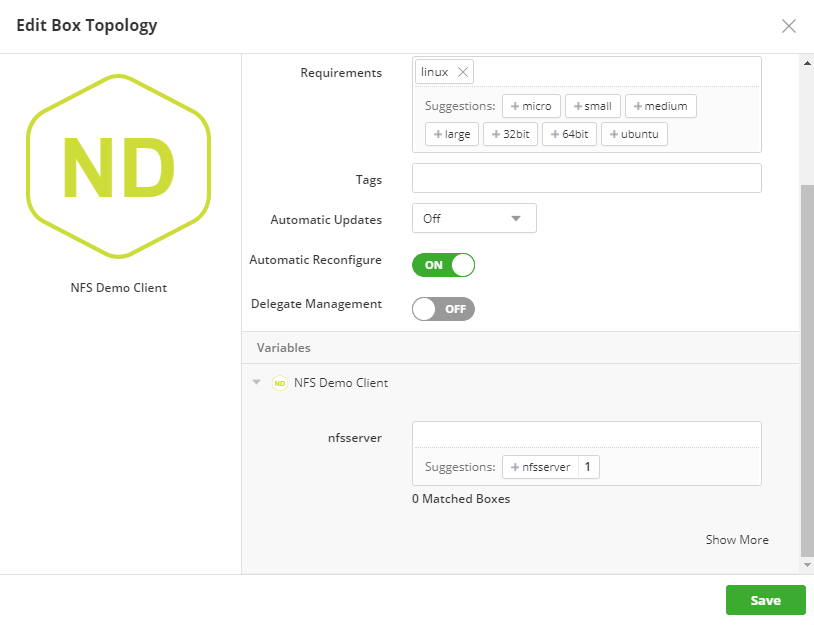 Edit Box Topology
ND
NFS Demo Client
Requirements
linux
Suggestions: + micro + small + medium
+ large + 32bit + 64bit + ubuntu
Tags
Automatic Updates Off
Automatic Reconfigure ON
Delegate Management OFF
Variables
ND NFS Demo Client
nfsserver
Suggestions: + nfsserver 1
0 Matched Boxes
Show More
Save